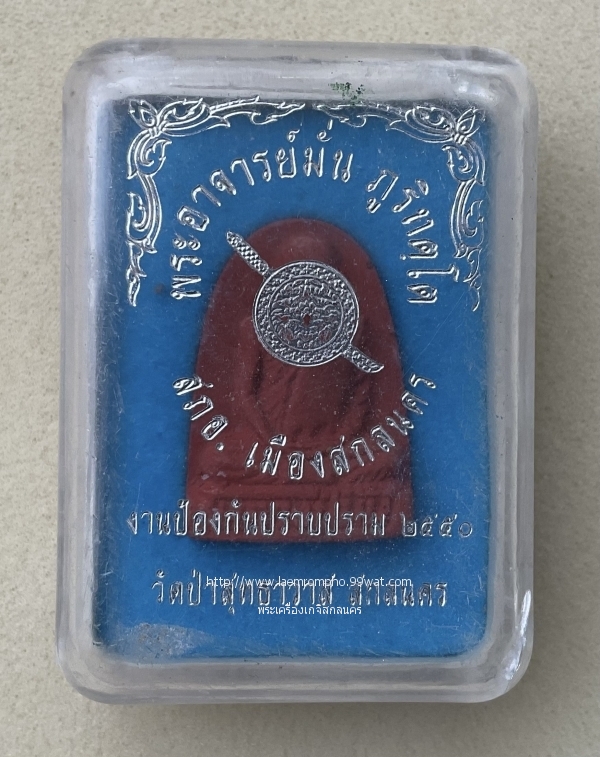 พระอาจารย์มั่น ภูริทตฺโต
สภอ. เมืองสกลนคร
งานป้องกันปราบปราม ๒๕๕๐
วัดป่าสุทธาวาส สกลนคร
http://www.laemrompho.99wat.com
พระเครื่องเกจิสกลนคร